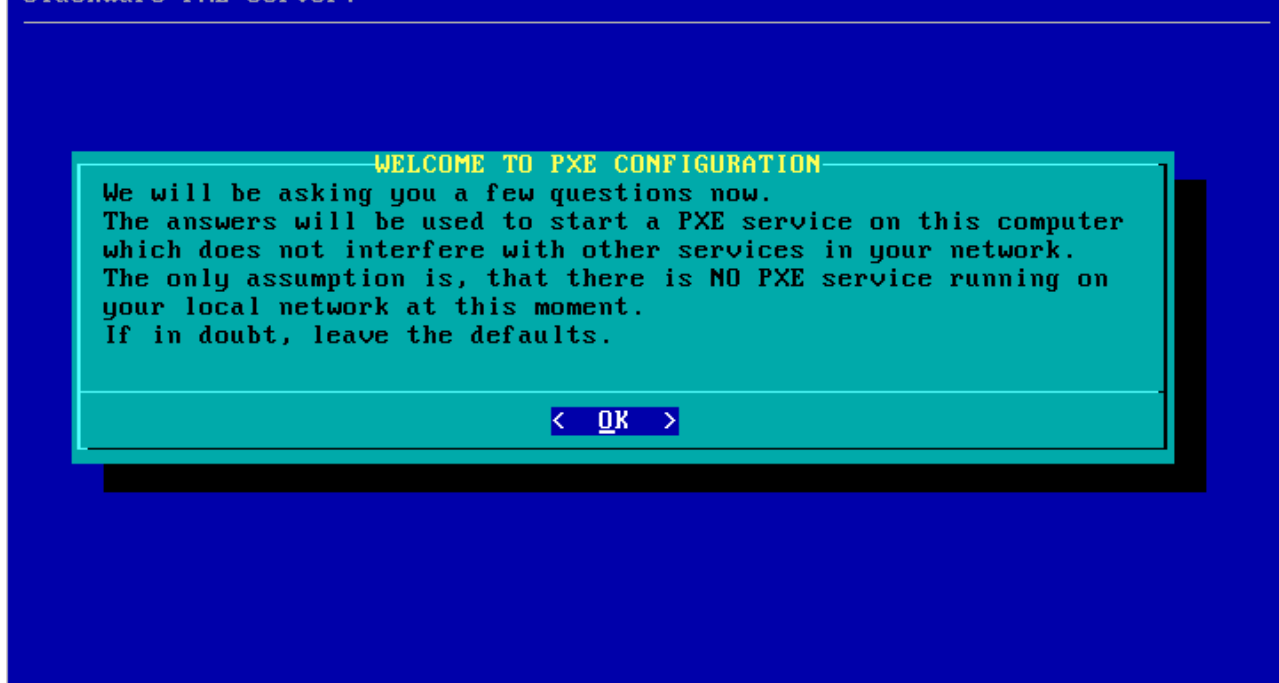 WELCOME TO PXE CONFIGURATION
We will be asking you a few questions now.
The answers will be used to start a PXE service on this computer
which does not interfere with other services in your network.
The only assumption is, that there is NO PXE service running on
your local network at this moment.
If in doubt, leave the defaults.
< OK >